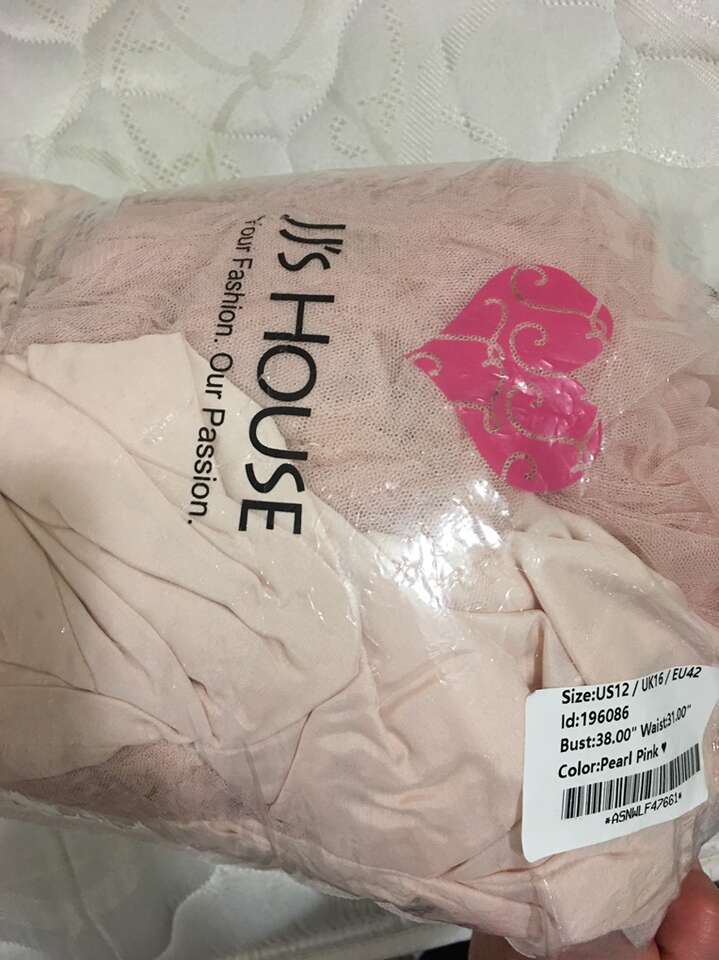 JJ's HOUSE
Your Fashion. Our Passion.
Size:US12 / UK16 / EU42
Id:196086
Bust:38.00" Waist:31.00"
Color:Pearl Pink ♥
*ASNWLF47661*